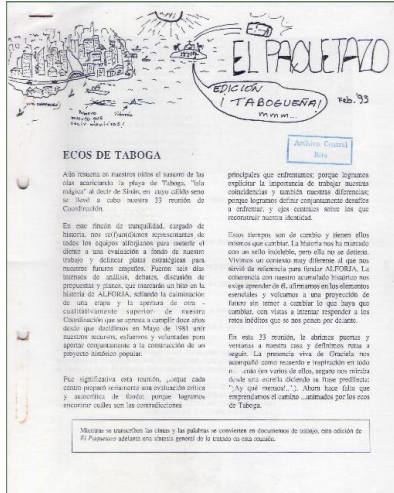 EL PAQUETAZO
EDICION
¡TABOGUEÑA!
mmm...
Feb. '93
Archivo Central
ECOS DE TABOGA
Aún resuena en nuestros oídos el susurro de las
olas acariciando la playa de Taboga, "isla
mágica" al decir de Sinán, en cuyo cálido seno
se llevó a cabo nuestra 33 reunión de
Coordinación.
En este rincón de tranquilidad, cargado de
historia, nos representantes de
todos los equipos alforjianos para meterle el
diente a una evaluación a fondo de nuestro
trabajo y delinear pistas estratégicas para
nuestros futuros empeños. Fueron seis días
intensos de análisis, debates, discusión de
propuestas y planes, que marcarán un hito en la
historia de ALFORJA, sellando la culminación
de una etapa y la apertura de otra -
cualitativamente superior- de nuestra
Coordinación que se apresta a cumplir doce años
desde que decidimos en Mayo de 1981 unir
nuestros recursos, esfuerzos y voluntades para
aportar conjuntamente a la construcción de un
proyecto histórico popular.
Fue significativa esta reunión, porque cada
centro preparó seriamente una evaluación crítica
y autocrítica de fondo; porque logramos
encontrar cuáles son las contradicciones
principales que enfrentamos; porque logramos
explicitar la importancia de trabajar nuestras
coincidencias y también nuestras diferencias;
porque logramos definir conjuntamente desafíos
a enfrentar, y ejes centrales sobre los que
reconstruir nuestra identidad.
Estos tiempos son de cambio y tienen ellos
mismos que cambiar. La historia nos ha marcado
con un sello indeleble, pero ella no se detiene.
Vivimos un contexto muy diferente al que nos
sirvió de referencia para fundar ALFORJA. La
coherencia con nuestro acumulado histórico nos
exige aprender de él, afirmarnos en los elementos
esenciales y volcarnos a una proyección de
futuro sin temor a cambiar lo que haya que
cambiar, con vistas a intentar responder a los
retos inéditos que se nos ponen por delante.
En esta 33 reunión, le abrimos puertas y
ventanas a nuestra casa y definimos rutas a
seguir. La presencia viva de Graciela nos
acompañó como recuerdo e inspiración en todo
momento (en varios de ellos, seguro nos miraba
desde una estrella diciendo su frase predilecta:
"¡Ay qué mensos!..."). Ahora hace falta que
emprendamos el camino ...animados por los ecos
de Taboga.
Mientras se transcriben las cintas y las palabras se convierten en documentos de trabajo, esta edición de
El Paquetazo adelanta una síntesis general de lo tratado en esta reunión.